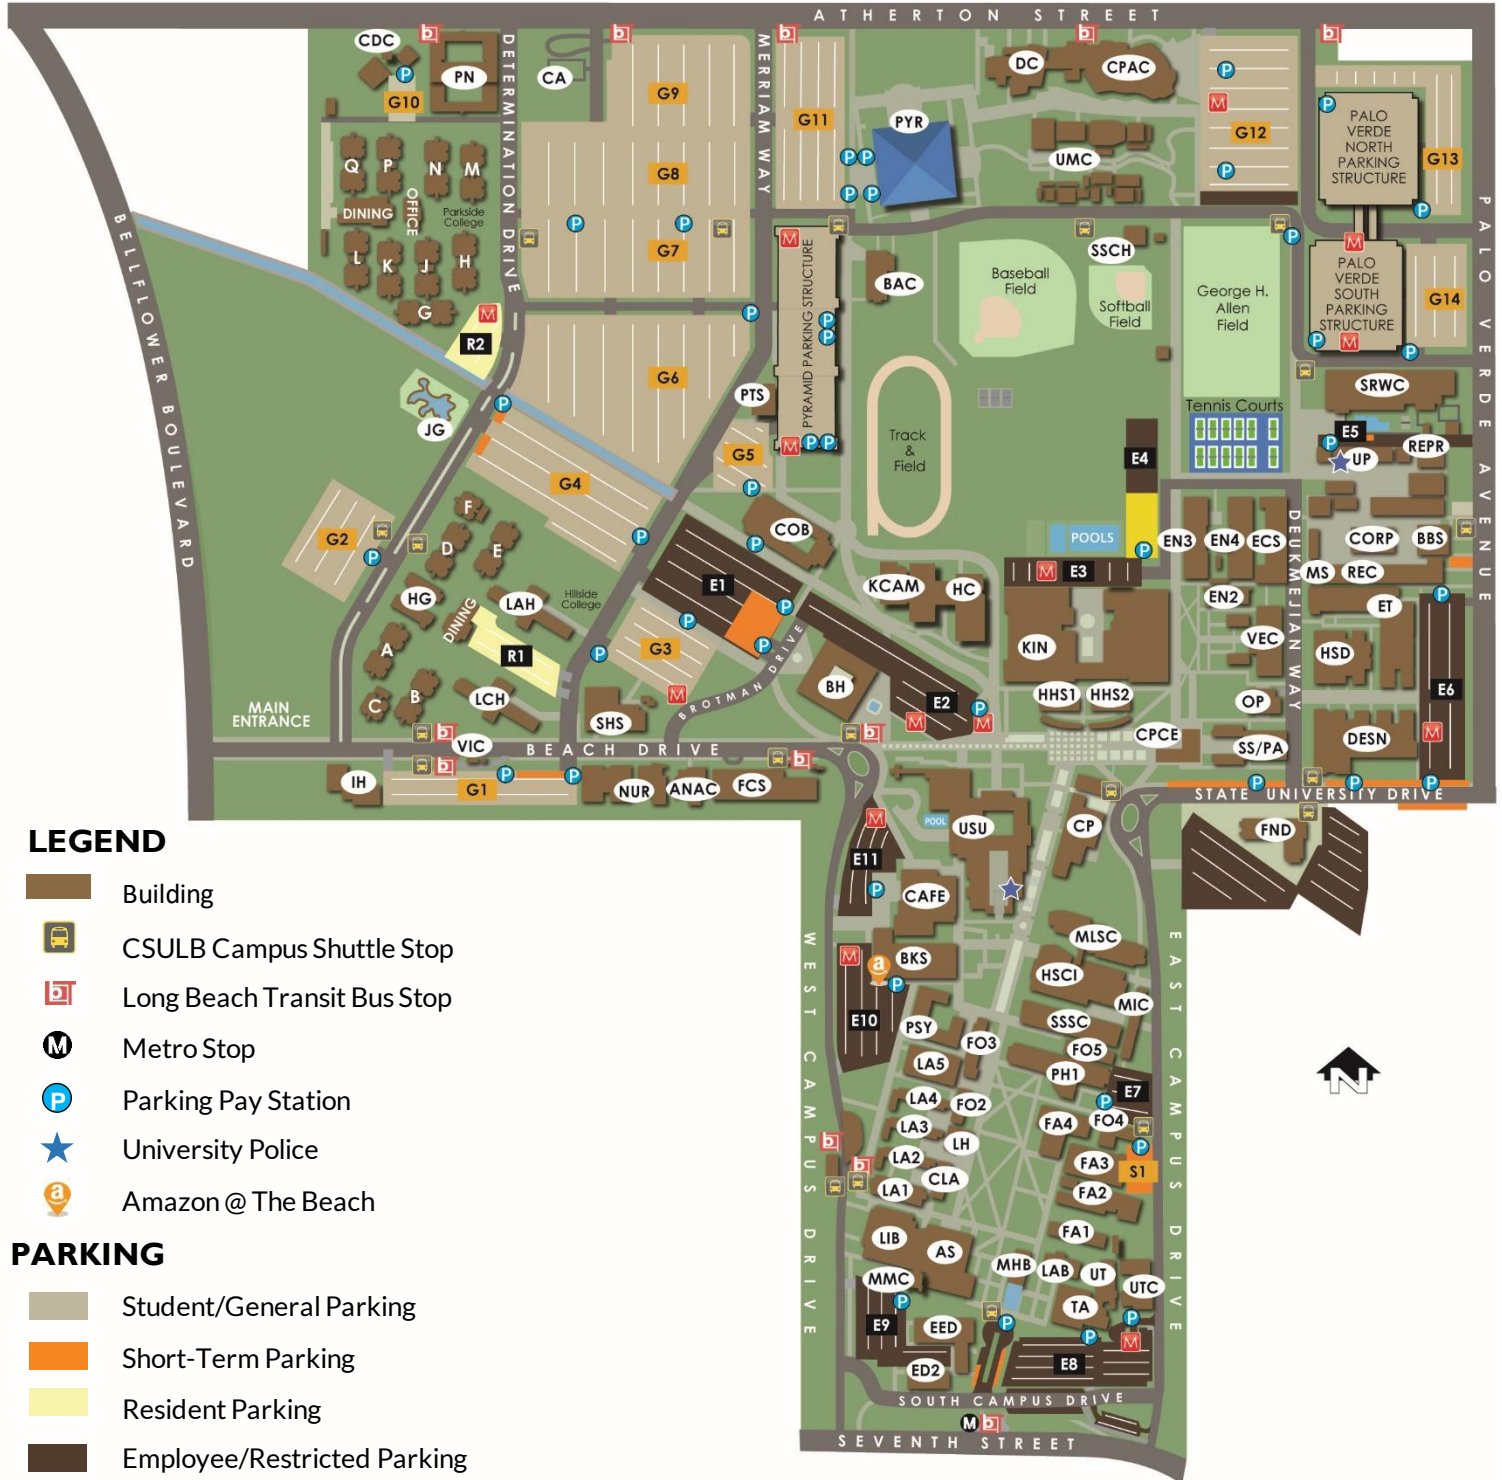 ATHERTON STREET
CDC
PN
G10
DETERMINATION DRIVE
CA
G9
G8
G7
MERRIAM WAY
G11
PYR
DC
CPAC
UMC
G12
PALO
VERDE
NORTH
PARKING
STRUCTURE
G13
Q
P
N
M
DINING
OFFICE
Parkside
College
L
K
J
H
G
R2
BELLFLOWER BOULEVARD
PYRAMID PARKING STRUCTURE
BAC
Baseball
Field
SSCH
Softball
Field
George H.
Allen
Field
PALO
VERDE
SOUTH
PARKING
STRUCTURE
G14
PALO VERDE AVENUE
G6
PTS
JG
G5
G4
Track
&
Field
E4
Tennis Courts
SRWC
E5
UP
REPR
G2
F
D
E
COB
POOLS
EN3
EN4
ECS
DEUKMEJIAN WAY
CORP
BBS
MS
REC
HG
LAH
Hillside
College
DINING
E1
KCAM
HC
E3
EN2
ET
A
R1
G3
BROTMAN DRIVE
BH
KIN
VEC
HSD
C
B
LCH
SHS
E2
HHS1
HHS2
OP
E6
MAIN
ENTRANCE
VIC
BEACH DRIVE
CPCE
SS/PA
DESN
IH
G1
NUR
ANAC
FCS
STATE UNIVERSITY DRIVE
POOL
USU
CP
FND
E11
CAFE
WEST CAMPUS DRIVE
EAST CAMPUS DRIVE
BKS
a
MLSC
HSCI
MIC
E10
PSY
FO3
SSSC
LA5
FO5
PH1
E7
LA4
FO2
FA4
FO4
LA3
LH
LA2
FA3
S1
CLA
LA1
FA2
LIB
AS
FA1
MHB
LAB
UT
UTC
MMC
TA
E9
EED
E8
ED2
SOUTH CAMPUS DRIVE
M
SEVENTH STREET
N
LEGEND
Building
CSULB Campus Shuttle Stop
bT Long Beach Transit Bus Stop
M Metro Stop
P Parking Pay Station
University Police
a Amazon @ The Beach
PARKING
Student/General Parking
Short-Term Parking
Resident Parking
Employee/Restricted Parking